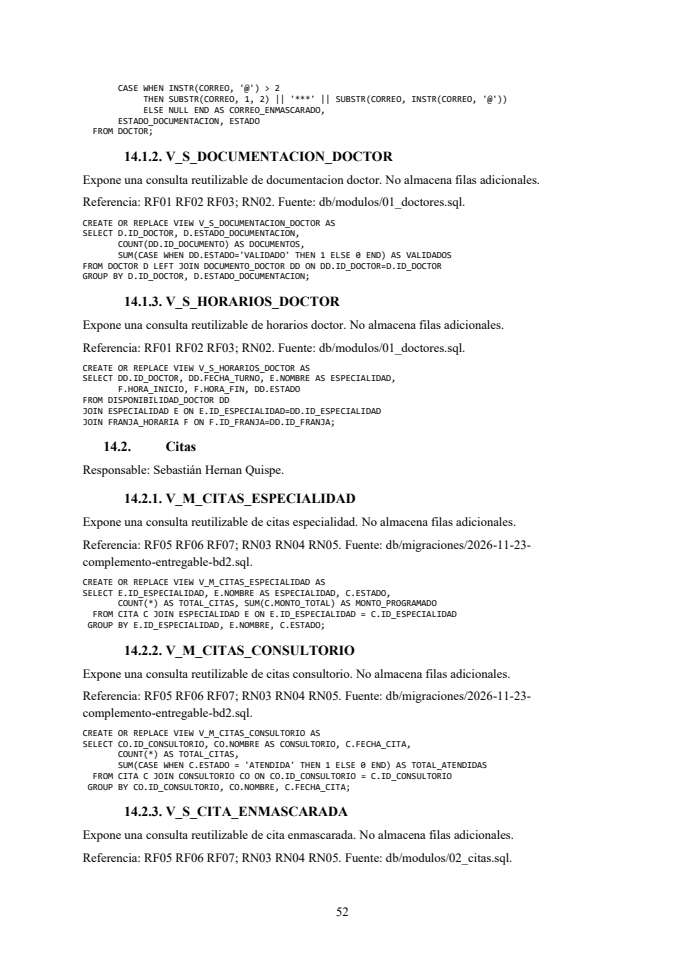 CASE WHEN INSTR(CORREO, '@') > 2
THEN SUBSTR(CORREO, 1, 2) || '***' || SUBSTR(CORREO, INSTR(CORREO, '@'))
ELSE NULL END AS CORREO_ENMASCARADO,
ESTADO_DOCUMENTACION, ESTADO
FROM DOCTOR;
14.1.2. V_S_DOCUMENTACION_DOCTOR
Expone una consulta reutilizable de documentacion doctor. No almacena filas adicionales.
Referencia: RF01 RF02 RF03; RN02. Fuente: db/modulos/01_doctores.sql.
CREATE OR REPLACE VIEW V_S_DOCUMENTACION_DOCTOR AS
SELECT D.ID_DOCTOR, D.ESTADO_DOCUMENTACION,
COUNT(DD.ID_DOCUMENTO) AS DOCUMENTOS,
SUM(CASE WHEN DD.ESTADO='VALIDADO' THEN 1 ELSE 0 END) AS VALIDADOS
FROM DOCTOR D LEFT JOIN DOCUMENTO_DOCTOR DD ON DD.ID_DOCTOR=D.ID_DOCTOR
GROUP BY D.ID_DOCTOR, D.ESTADO_DOCUMENTACION;
14.1.3. V_S_HORARIOS_DOCTOR
Expone una consulta reutilizable de horarios doctor. No almacena filas adicionales.
Referencia: RF01 RF02 RF03; RN02. Fuente: db/modulos/01_doctores.sql.
CREATE OR REPLACE VIEW V_S_HORARIOS_DOCTOR AS
SELECT DD.ID_DOCTOR, DD.FECHA_TURNO, E.NOMBRE AS ESPECIALIDAD,
F.HORA_INICIO, F.HORA_FIN, DD.ESTADO
FROM DISPONIBILIDAD_DOCTOR DD
JOIN ESPECIALIDAD E ON E.ID_ESPECIALIDAD=DD.ID_ESPECIALIDAD
JOIN FRANJA_HORARIA F ON F.ID_FRANJA=DD.ID_FRANJA;
14.2. Citas
Responsable: Sebastián Hernan Quispe.
14.2.1. V_M_CITAS_ESPECIALIDAD
Expone una consulta reutilizable de citas especialidad. No almacena filas adicionales.
Referencia: RF05 RF06 RF07; RN03 RN04 RN05. Fuente: db/migraciones/2026-11-23-
complemento-entregable-bd2.sql.
CREATE OR REPLACE VIEW V_M_CITAS_ESPECIALIDAD AS
SELECT E.ID_ESPECIALIDAD, E.NOMBRE AS ESPECIALIDAD, C.ESTADO,
COUNT(*) AS TOTAL_CITAS, SUM(C.MONTO_TOTAL) AS MONTO_PROGRAMADO
FROM CITA C JOIN ESPECIALIDAD E ON E.ID_ESPECIALIDAD = C.ID_ESPECIALIDAD
GROUP BY E.ID_ESPECIALIDAD, E.NOMBRE, C.ESTADO;
14.2.2. V_M_CITAS_CONSULTORIO
Expone una consulta reutilizable de citas consultorio. No almacena filas adicionales.
Referencia: RF05 RF06 RF07; RN03 RN04 RN05. Fuente: db/migraciones/2026-11-23-
complemento-entregable-bd2.sql.
CREATE OR REPLACE VIEW V_M_CITAS_CONSULTORIO AS
SELECT CO.ID_CONSULTORIO, CO.NOMBRE AS CONSULTORIO, C.FECHA_CITA,
COUNT(*) AS TOTAL_CITAS,
SUM(CASE WHEN C.ESTADO = 'ATENDIDA' THEN 1 ELSE 0 END) AS TOTAL_ATENDIDAS
FROM CITA C JOIN CONSULTORIO CO ON CO.ID_CONSULTORIO = C.ID_CONSULTORIO
GROUP BY CO.ID_CONSULTORIO, CO.NOMBRE, C.FECHA_CITA;
14.2.3. V_S_CITA_ENMASCARADA
Expone una consulta reutilizable de cita enmascarada. No almacena filas adicionales.
Referencia: RF05 RF06 RF07; RN03 RN04 RN05. Fuente: db/modulos/02_citas.sql.
52